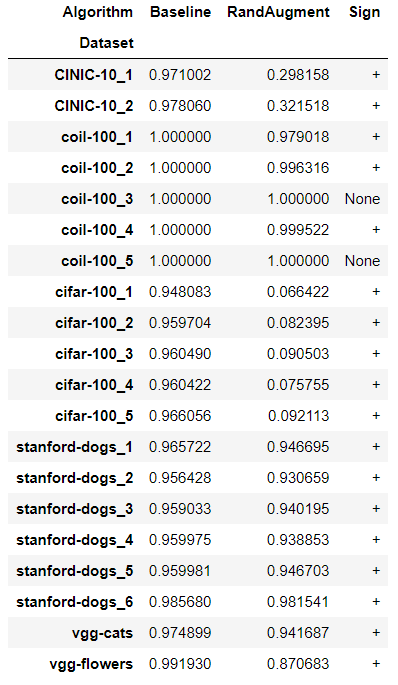 Algorithm Baseline RandAugment Sign
Dataset
CINIC-10_1 0.971002 0.298158 +
CINIC-10_2 0.978060 0.321518 +
coil-100_1 1.000000 0.979018 +
coil-100_2 1.000000 0.996316 +
coil-100_3 1.000000 1.000000 None
coil-100_4 1.000000 0.999522 +
coil-100_5 1.000000 1.000000 None
cifar-100_1 0.948083 0.066422 +
cifar-100_2 0.959704 0.082395 +
cifar-100_3 0.960490 0.090503 +
cifar-100_4 0.960422 0.075755 +
cifar-100_5 0.966056 0.092113 +
stanford-dogs_1 0.965722 0.946695 +
stanford-dogs_2 0.956428 0.930659 +
stanford-dogs_3 0.959033 0.940195 +
stanford-dogs_4 0.959975 0.938853 +
stanford-dogs_5 0.959981 0.946703 +
stanford-dogs_6 0.985680 0.981541 +
vgg-cats 0.974899 0.941687 +
vgg-flowers 0.991930 0.870683 +